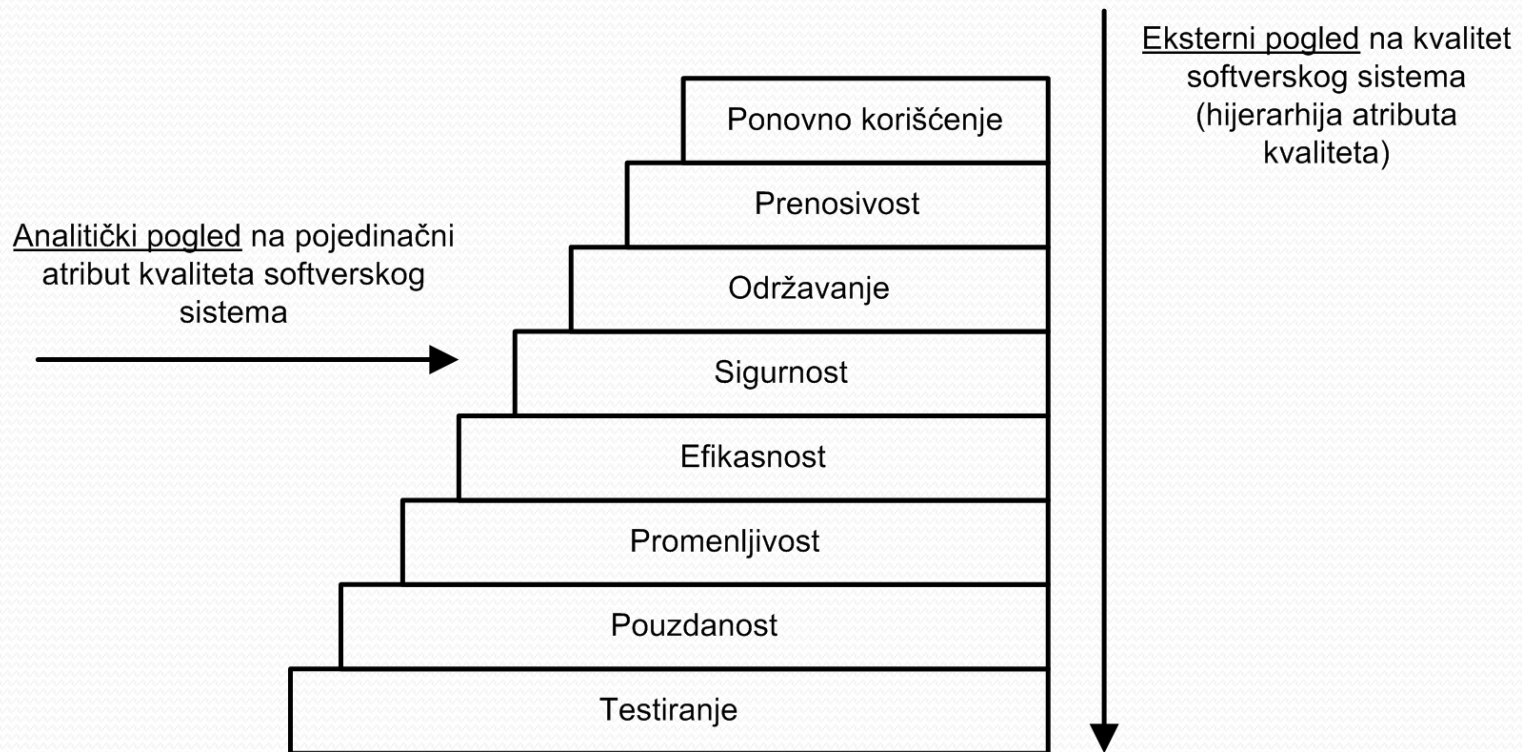 Eksterni pogled na kvalitet
softverskog sistema
(hijerarhija atributa
kvaliteta)
Ponovno korišćenje
Prenosivost
Analitički pogled na pojedinačni
atribut kvaliteta softverskog
sistema
Održavanje
Sigurnost
Efikasnost
Promenljivost
Pouzdanost
Testiranje